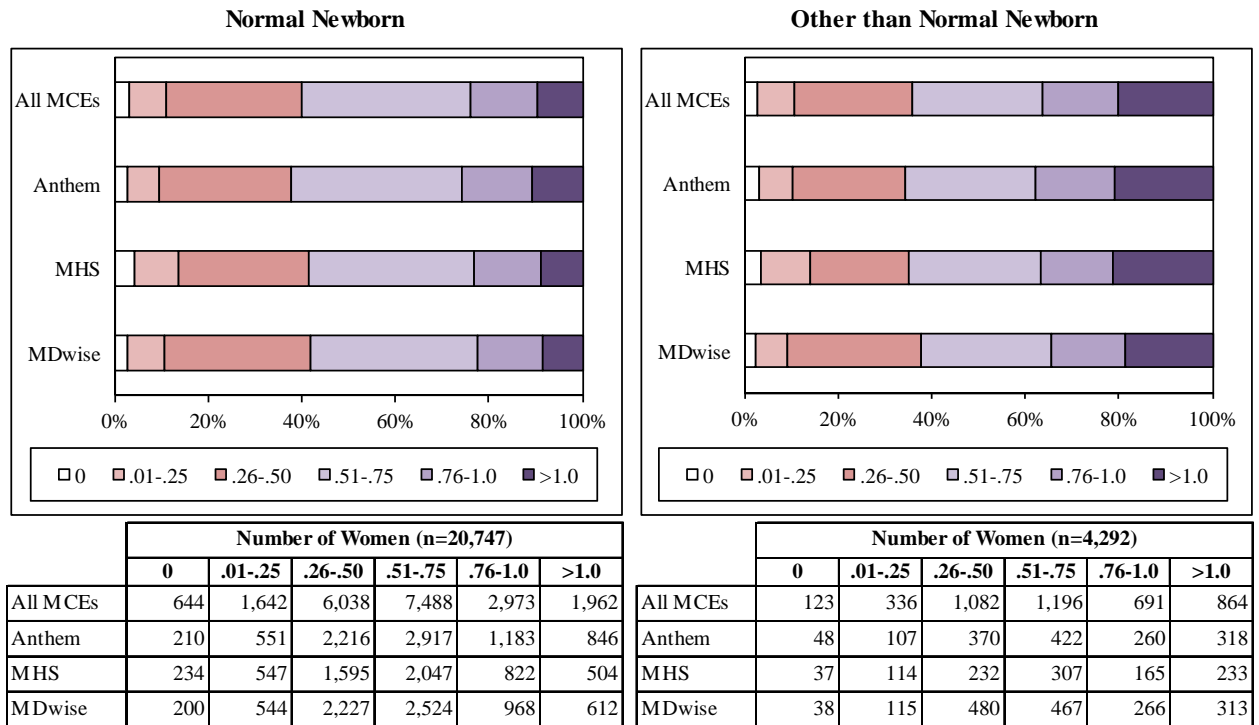 Normal Newborn
All MCEs
Anthem
MHS
MDwise
0% 20% 40% 60% 80% 100%
0 .01-.25 .26-.50 .51-.75 .76-1.0 >1.0
Number of Women (n=20,747)
0 .01-.25 .26-.50 .51-.75 .76-1.0 >1.0
All MCEs 644 1,642 6,038 7,488 2,973 1,962
Anthem 210 551 2,216 2,917 1,183 846
MHS 234 547 1,595 2,047 822 504
MDwise 200 544 2,227 2,524 968 612
Other than Normal Newborn
All MCEs
Anthem
MHS
MDwise
0% 20% 40% 60% 80% 100%
0 .01-.25 .26-.50 .51-.75 .76-1.0 >1.0
Number of Women (n=4,292)
0 .01-.25 .26-.50 .51-.75 .76-1.0 >1.0
All MCEs 123 336 1,082 1,196 691 864
Anthem 48 107 370 422 260 318
MHS 37 114 232 307 165 233
MDwise 38 115 480 467 266 313